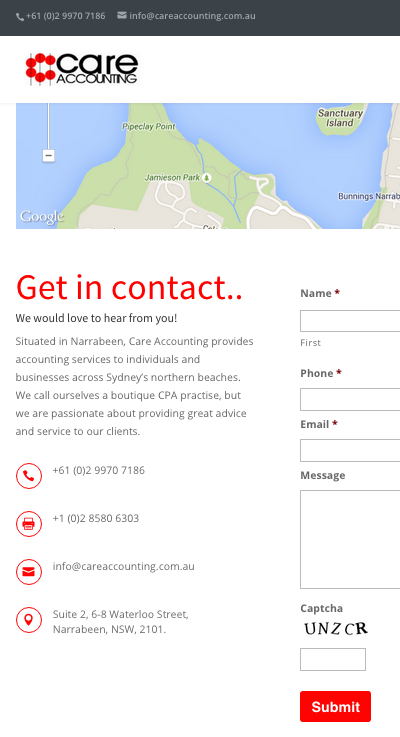 +61 (0)2 9970 7186 info@careaccounting.com.au
care
ACCOUNTING
Sanctuary
Island
Pipeclay Point
Jamieson Park
Bunnings Narrab
Google
Get in contact..
We would love to hear from you!
Situated in Narrabeen, Care Accounting provides
accounting services to individuals and
businesses across Sydney's northern beaches.
We call ourselves a boutique CPA practise, but
we are passionate about providing great advice
and service to our clients.
+61 (0)2 9970 7186
+1 (0)2 8580 6303
info@careaccounting.com.au
Suite 2, 6-8 Waterloo Street,
Narrabeen, NSW, 2101.
Name *
First
Phone *
Email *
Message
Captcha
UNZCR
Submit